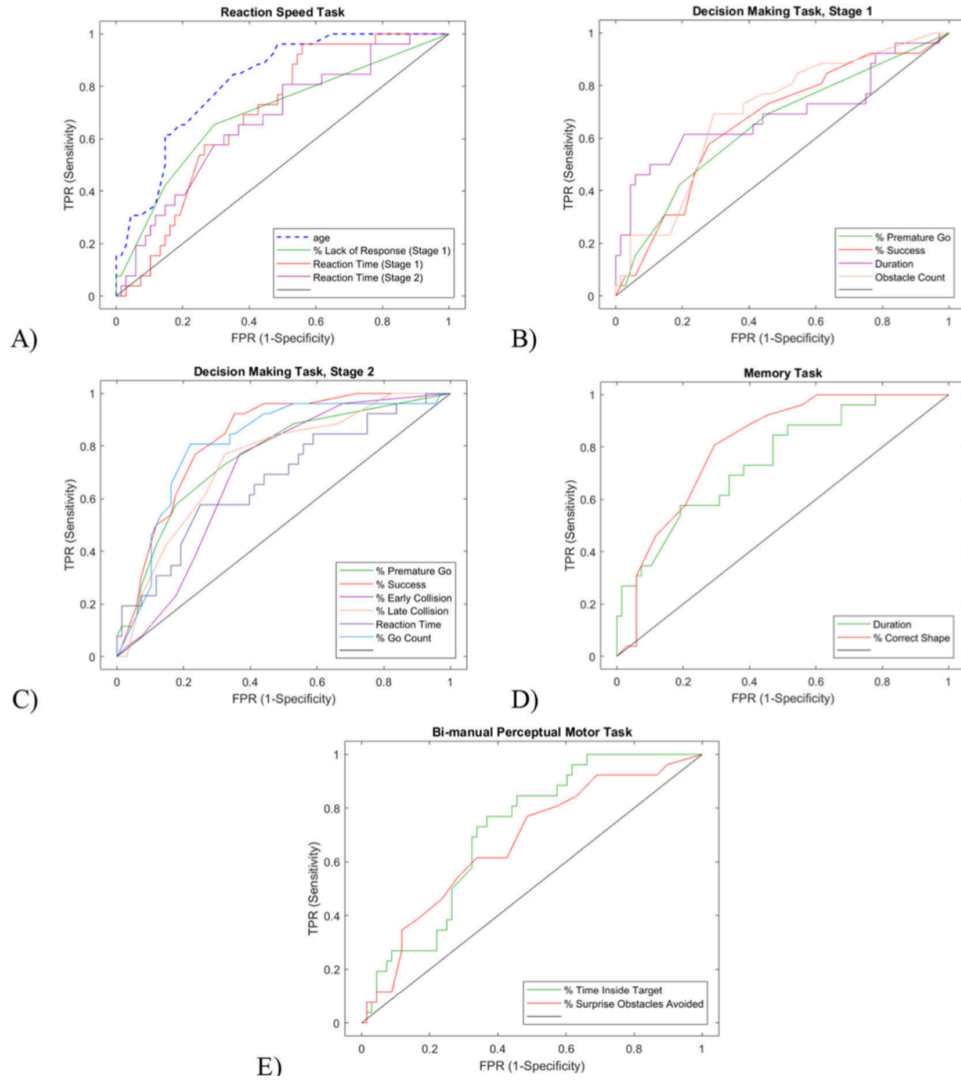 Reaction Speed Task
1
0.8
0.6
0.4
0.2
0
TPR (Sensitivity)
age
% Lack of Response (Stage 1)
Reaction Time (Stage 1)
Reaction Time (Stage 2)
0
0.2
0.4
0.6
0.8
1
FPR (1-Specificity)
A)
Decision Making Task, Stage 1
1
0.8
0.6
0.4
0.2
0
TPR (Sensitivity)
% Premature Go
% Success
Duration
Obstacle Count
0
0.2
0.4
0.6
0.8
1
FPR (1-Specificity)
B)
Decision Making Task, Stage 2
1
0.8
0.6
0.4
0.2
0
TPR (Sensitivity)
% Premature Go
% Success
% Early Collision
% Late Collision
Reaction Time
% Go Count
0
0.2
0.4
0.6
0.8
1
FPR (1-Specificity)
C)
Memory Task
1
0.8
0.6
0.4
0.2
0
TPR (Sensitivity)
Duration
% Correct Shape
0
0.2
0.4
0.6
0.8
1
FPR (1-Specificity)
D)
Bi-manual Perceptual Motor Task
1
0.8
0.6
0.4
0.2
0
TPR (Sensitivity)
% Time Inside Target
% Surprise Obstacles Avoided
0
0.2
0.4
0.6
0.8
1
FPR (1-Specificity)
E)